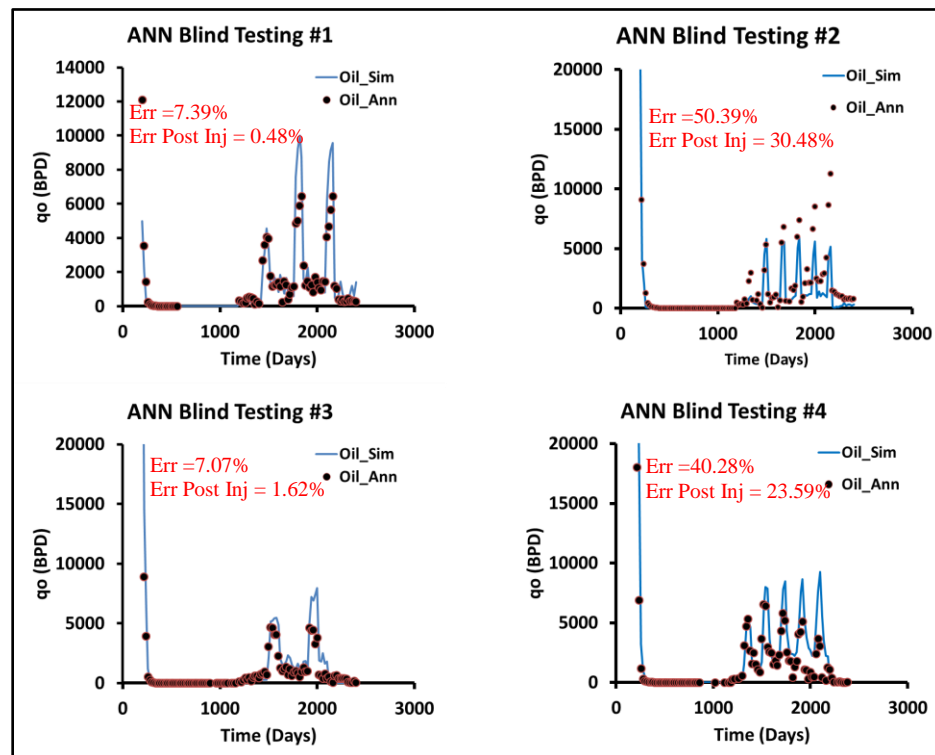 ANN Blind Testing #1
14000
12000
10000
8000
6000
4000
2000
0
qo (BPD)
Oil_Sim
Oil_Ann
Err =7.39%
Err Post Inj = 0.48%
0 1000 2000 3000
Time (Days)
ANN Blind Testing #2
20000
15000
10000
5000
0
qo (BPD)
Oil_Sim
Oil_Ann
Err =50.39%
Err Post Inj = 30.48%
0 1000 2000 3000
Time (Days)
ANN Blind Testing #3
20000
15000
10000
5000
0
qo (BPD)
Oil_Sim
Oil_Ann
Err =7.07%
Err Post Inj = 1.62%
0 1000 2000 3000
Time (Days)
ANN Blind Testing #4
20000
15000
10000
5000
0
qo (BPD)
Oil_Sim
Oil_Ann
Err =40.28%
Err Post Inj = 23.59%
0 1000 2000 3000
Time (Days)